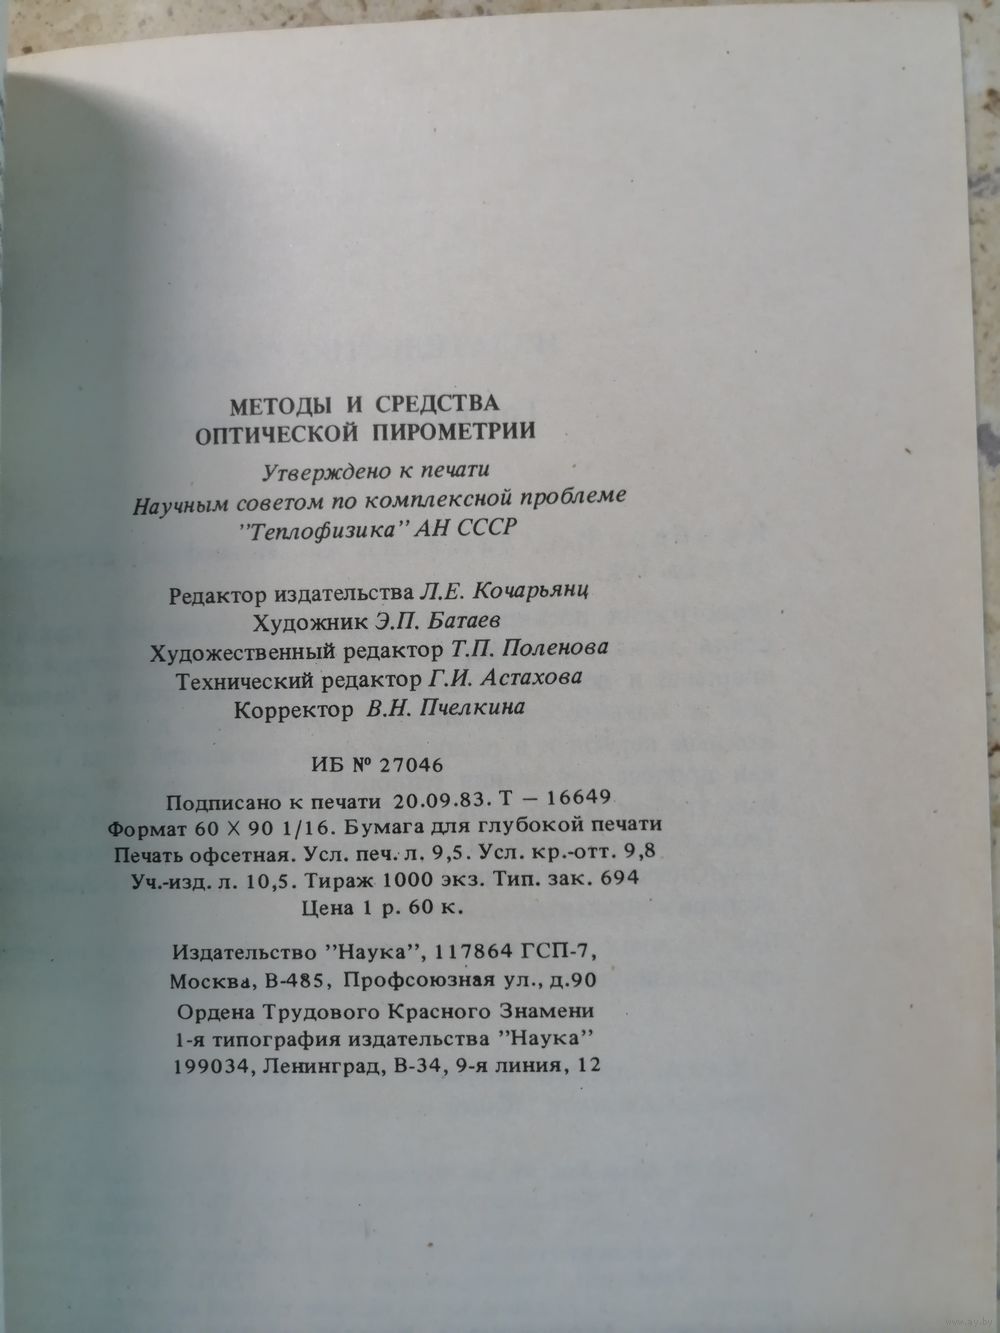 МЕТОДЫ И СРЕДСТВА
ОПТИЧЕСКОЙ ПИРОМЕТРИИ
Утверждено к печати
Научным советом по комплексной проблеме
"Теплофизика" АН СССР
Редактор издательства Л.Е. Кочарьянц
Художник Э.П. Батаев
Художественный редактор Т.П. Поленова
Технический редактор Г.И. Астахова
Корректор В.Н. Пчелкина
ИБ № 27046
Подписано к печати 20.09.83. Т – 16649
Формат 60 X 90 1/16. Бумага для глубокой печати
Печать офсетная. Усл. печ. л. 9,5. Усл. кр.-отт. 9,8
Уч.-изд. л. 10,5. Тираж 1000 экз. Тип. зак. 694
Цена 1 р. 60 к.
Издательство "Наука", 117864 ГСП-7,
Москва, В-485, Профсоюзная ул., д.90
Ордена Трудового Красного Знамени
1-я типография издательства "Наука"
199034, Ленинград, В-34, 9-я линия, 12
www.ay.by